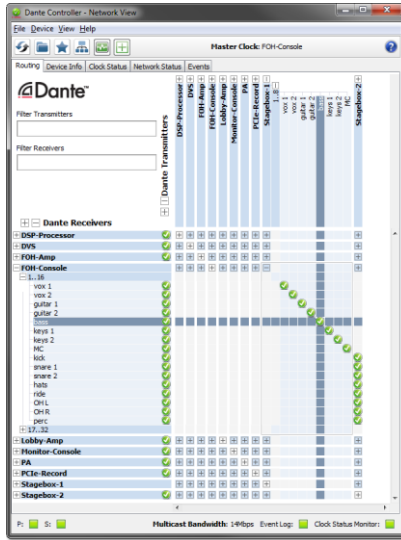 Dante Controller - Network View
File Device View Help
Master Clock: FOH-Console
Routing Device Info Clock Status Network Status Events
Dante™
Filter Transmitters
Filter Receivers
Dante Transmitters
DSP-Processor
DVS
FOH-Amp
FOH-Console
Lobby-Amp
Monitor-Console
PA
PCIe-Record
Stagebox-1
1..8
vox 1
vox 2
guitar 1
guitar 2
bass
keys 1
keys 2
MC
Stagebox-2
Dante Receivers
DSP-Processor
DVS
FOH-Amp
FOH-Console
1..16
vox 1
vox 2
guitar 1
guitar 2
bass
keys 1
keys 2
MC
kick
snare 1
snare 2
hats
ride
OH L
OH R
perc
17..32
Lobby-Amp
Monitor-Console
PA
PCIe-Record
Stagebox-1
Stagebox-2
P: S: Multicast Bandwidth: 14Mbps Event Log: Clock Status Monitor: